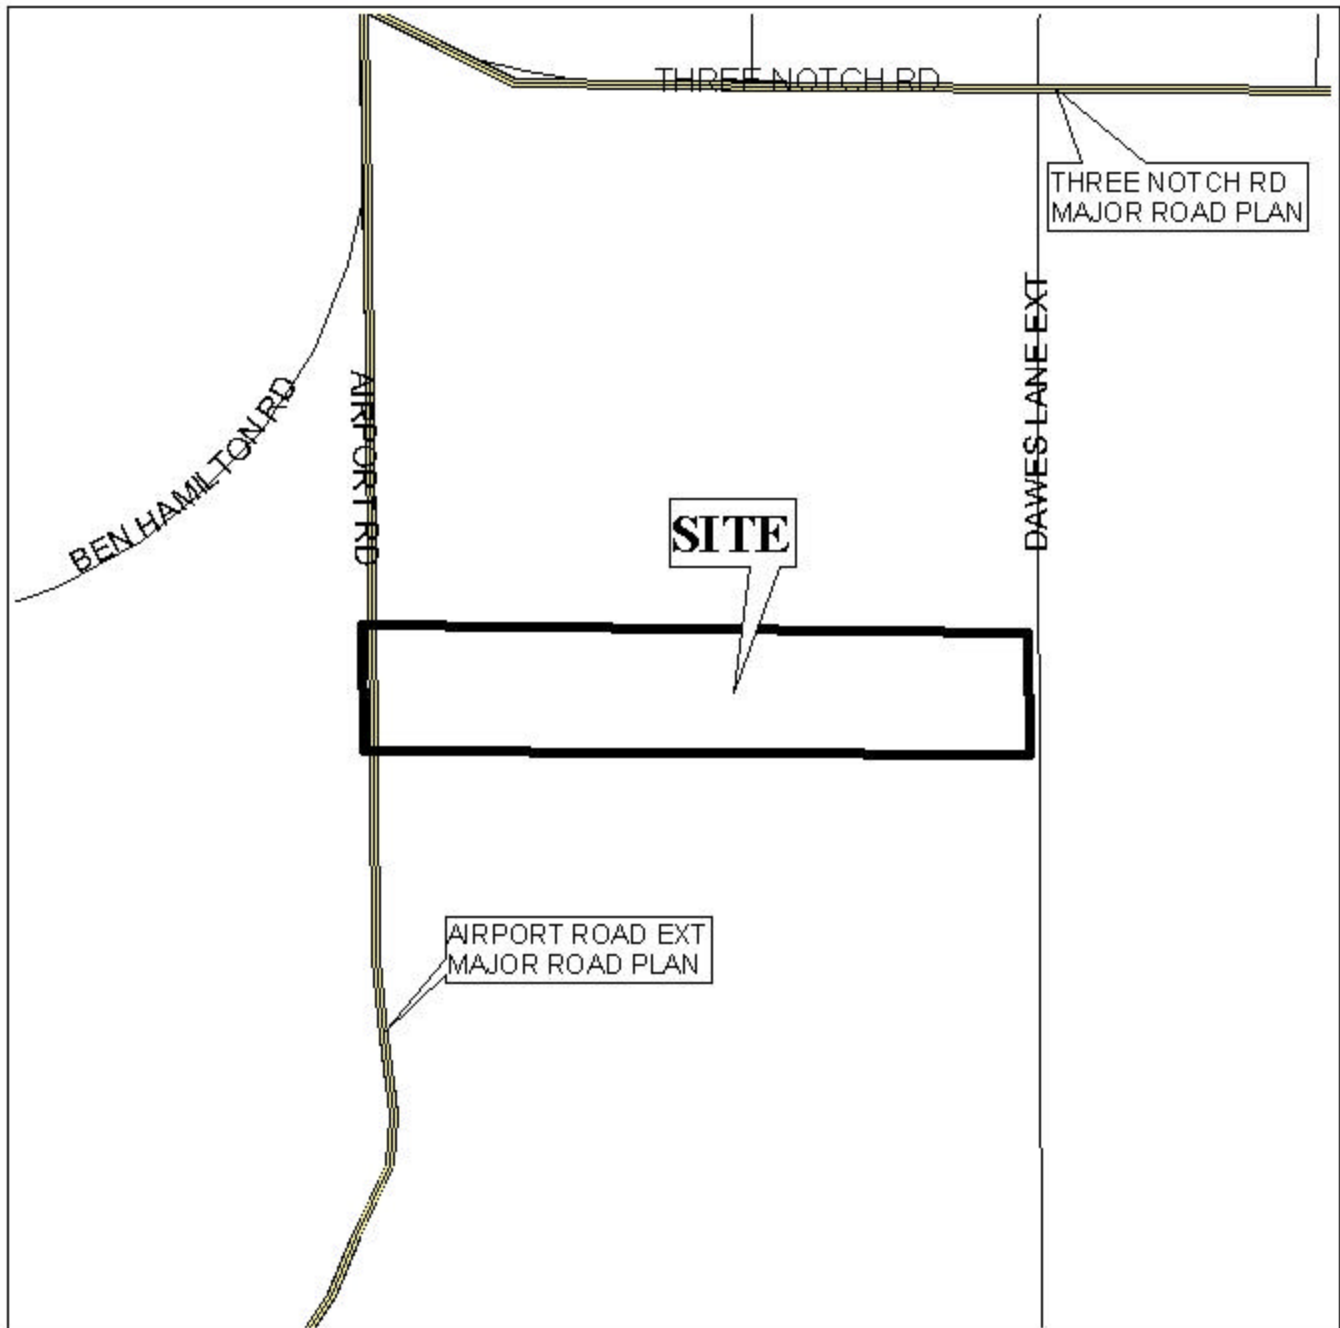 THREE NOTCH RD
THREE NOTCH RD
MAJOR ROAD PLAN
DAWES LANE EXT
AIRPORT RD
BEN HAMILTON RD
SITE
AIRPORT ROAD EXT
MAJOR ROAD PLAN